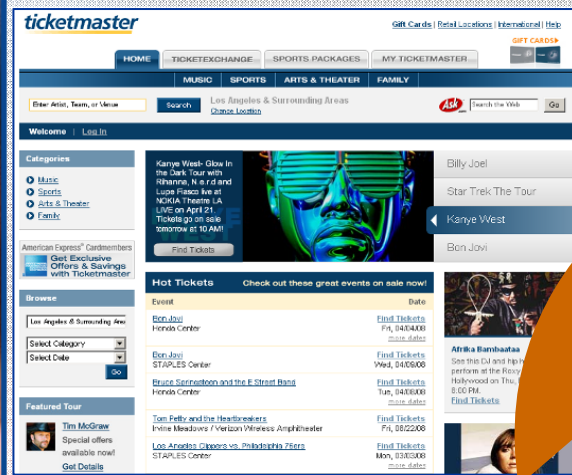 ticketmaster
Gift Cards | Retail Locations | International | Help
GIFT CARDS
HOME
TICKETEXCHANGE
SPORTS PACKAGES
MY TICKETMASTER
MUSIC SPORTS ARTS & THEATER FAMILY
Enter Artist, Team, or Venue
Search
Los Angeles & Surrounding Areas
Change Location
Ask
Search the Web
Go
Welcome | Log In
Categories
Music
Sports
Arts & Theater
Family
Kanye West- Glow In
the Dark Tour with
Rihanna, N.e.r.d and
Lupe Fiasco live at
NOKIA Theatre LA
LIVE on April 21.
Tickets go on sale
tomorrow at 10 AM!
Find Tickets
Billy Joel
Star Trek The Tour
Kanye West
Bon Jovi
American Express® Cardmembers
Get Exclusive
Offers & Savings
with Ticketmaster
Browse
Los Angeles & Surrounding Area
Select Category
Select Date
Go
Featured Tour
Tim McGraw
Special offers
available now!
Get Details
Hot Tickets Check out these great events on sale now!
Event Date
Bon Jovi Find Tickets
Honda Center Fri, 04/04/08
more dates
Bon Jovi Find Tickets
STAPLES Center Wed, 04/09/08
more dates
Bruce Springsteen and the E Street Band Find Tickets
Honda Center Tue, 04/08/08
more dates
Tom Petty and the Heartbreakers Find Tickets
Irvine Meadows / Verizon Wireless Amphitheater Fri, 08/22/08
Los Angeles Clippers vs. Philadelphia 76ers Find Tickets
STAPLES Center Mon, 03/03/08
more dates
Afrika Bambaataa
See this DJ and hip
perform at the Roxy
Hollywood on Thu,
8:00 PM.
Find Tickets